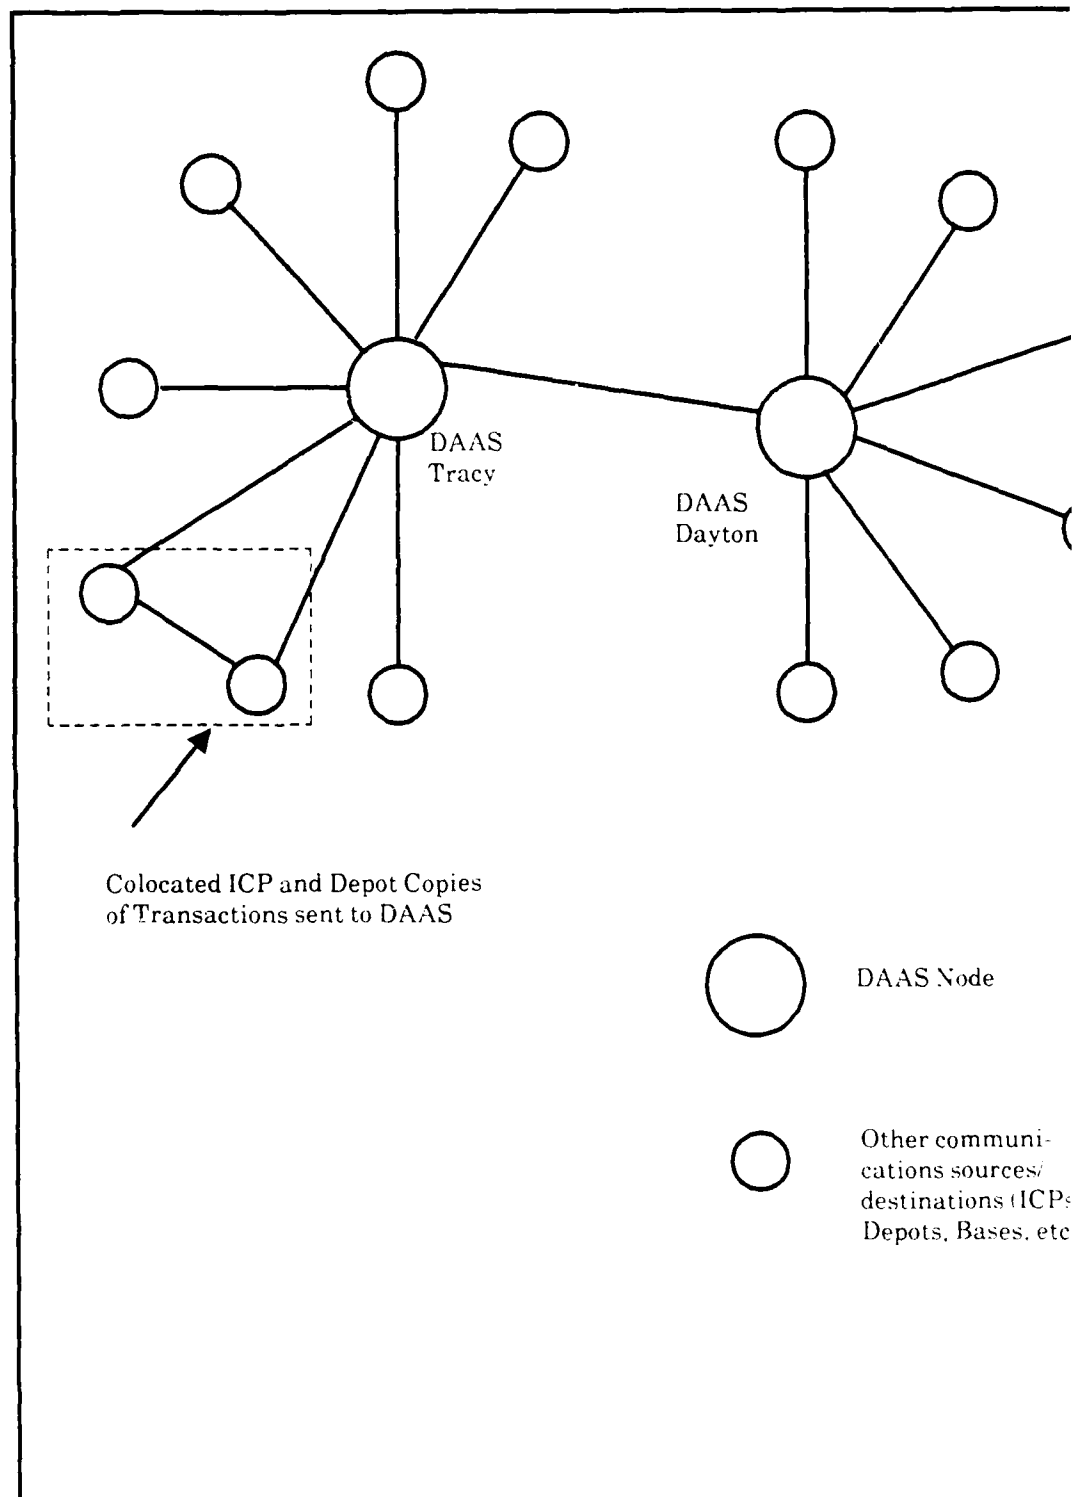 DAAS
Tracy
DAAS
Dayton
Colocated ICP and Depot Copies
of Transactions sent to DAAS
DAAS Node
Other communi-
cations sources/
destinations (ICPs
Depots, Bases, etc